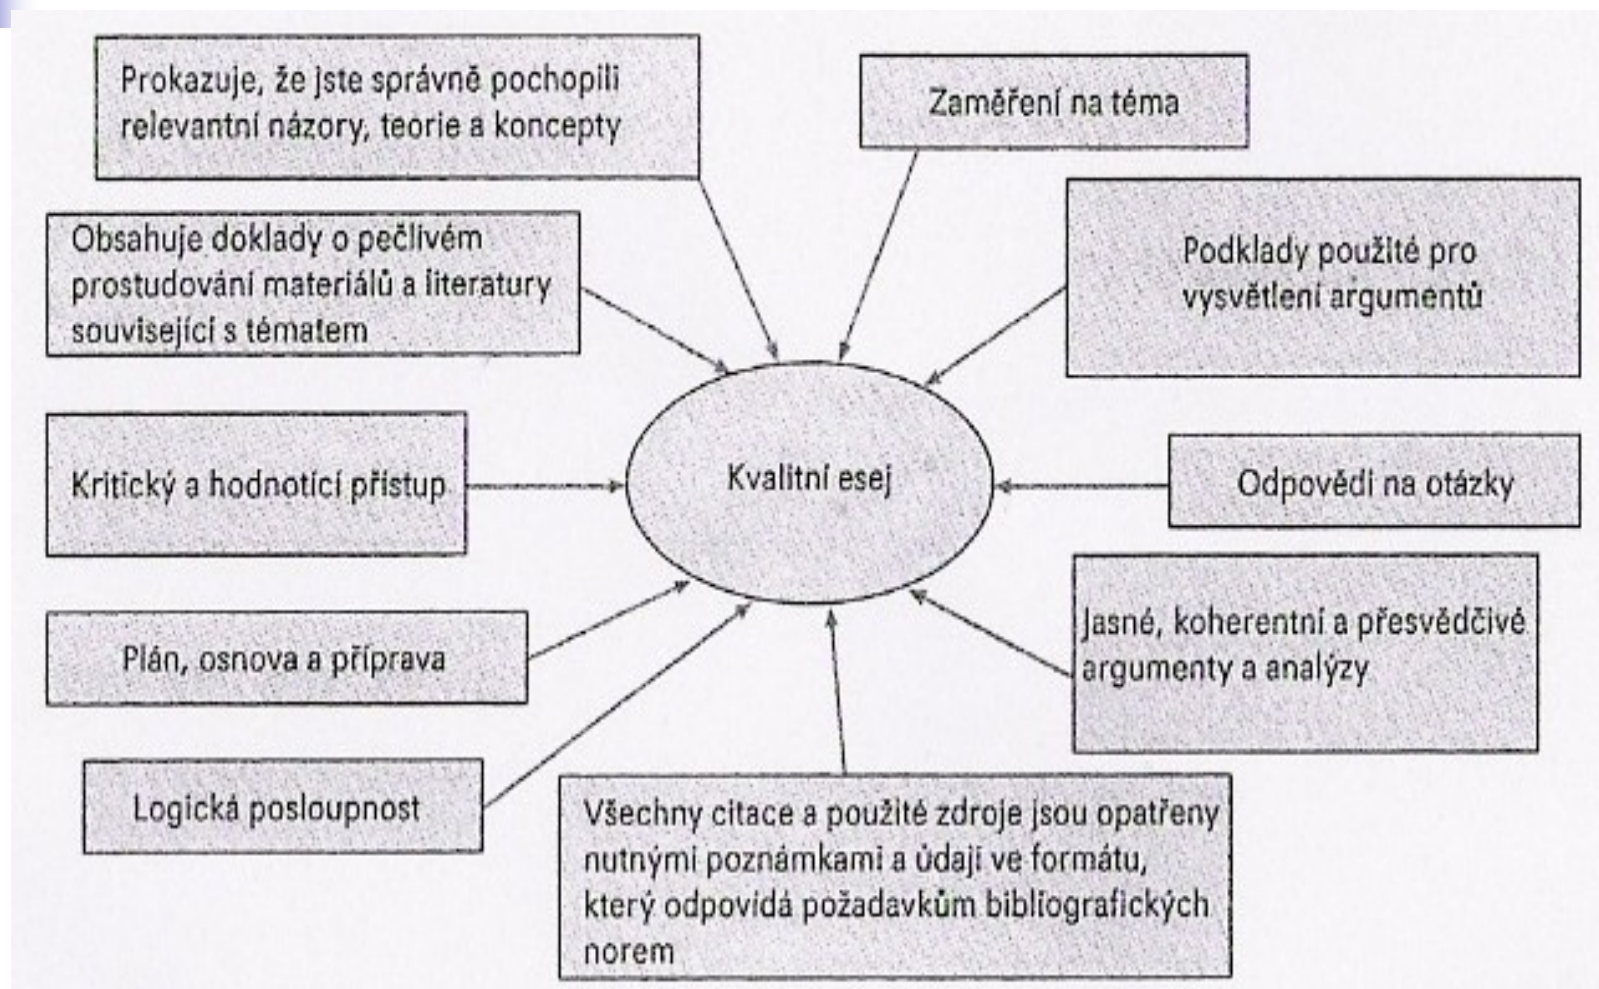 Prokazuje, že jste správně pochopili
relevantní názory, teorie a koncepty
Zaměření na téma
Obsahuje doklady o pečlivém
prostudování materiálů a literatury
související s tématem
Podklady použité pro
vysvětlení argumentů
Kritický a hodnotící přístup
Kvalitní esej
Odpovědi na otázky
Jasné, koherentní a přesvědčivé
argumenty a analýzy
Plán, osnova a příprava
Logická posloupnost
Všechny citace a použité zdroje jsou opatřeny
nutnými poznámkami a údaji ve formátu,
který odpovídá požadavkům bibliografických
norem